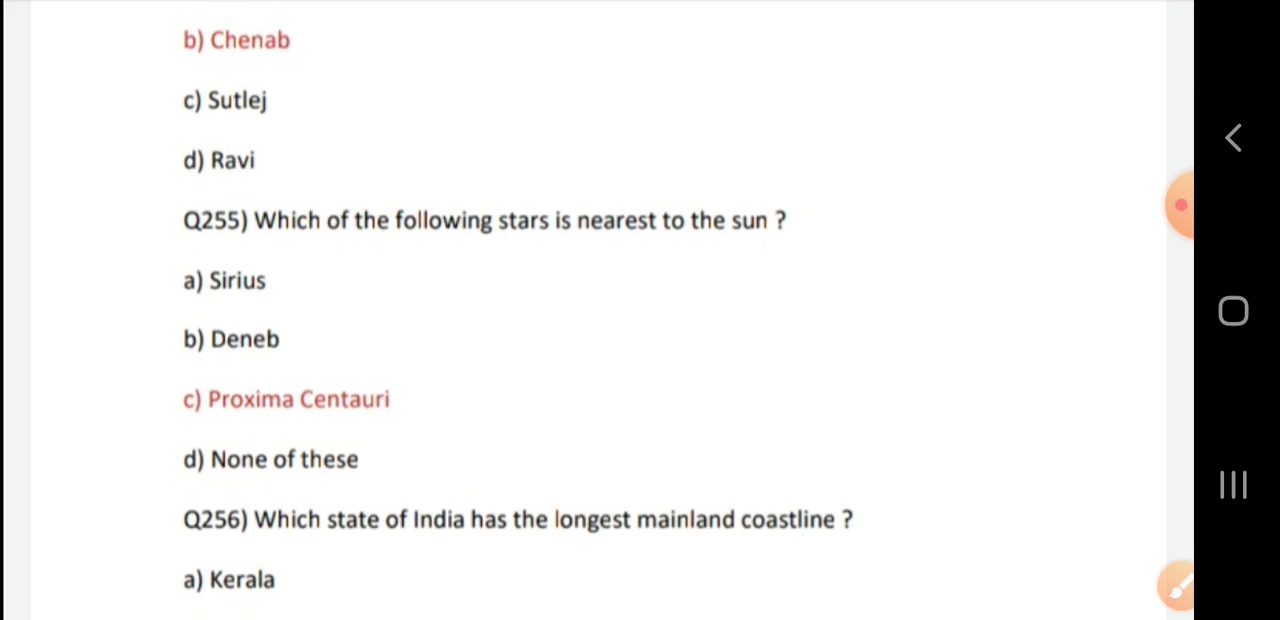 b) Chenab
c) Sutlej
d) Ravi
Q255) Which of the following stars is nearest to the sun ?
a) Sirius
b) Deneb
c) Proxima Centauri
d) None of these
Q256) Which state of India has the longest mainland coastline ?
a) Kerala